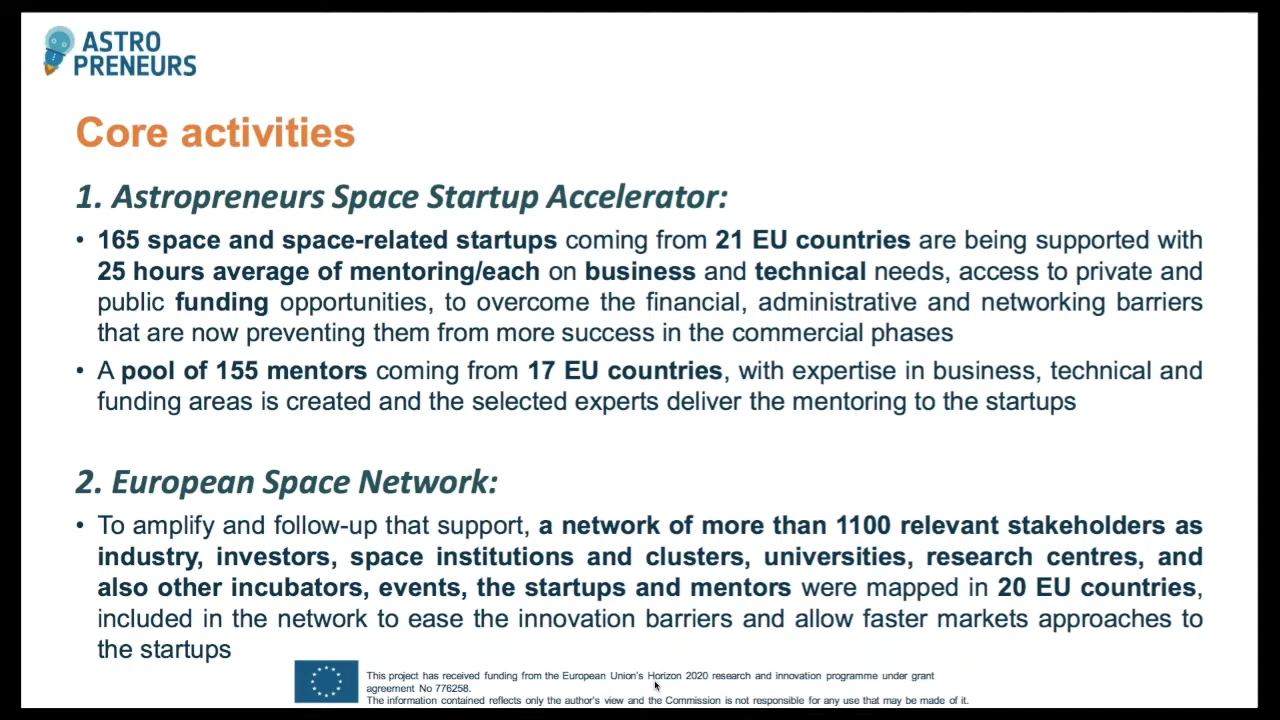 ASTRO
PRENEURS
Core activities
1. Astropreneurs Space Startup Accelerator:
• 165 space and space-related startups coming from 21 EU countries are being supported with
25 hours average of mentoring/each on business and technical needs, access to private and
public funding opportunities, to overcome the financial, administrative and networking barriers
that are now preventing them from more success in the commercial phases
• A pool of 155 mentors coming from 17 EU countries, with expertise in business, technical and
funding areas is created and the selected experts deliver the mentoring to the startups
2. European Space Network:
• To amplify and follow-up that support, a network of more than 1100 relevant stakeholders as
industry, investors, space institutions and clusters, universities, research centres, and
also other incubators, events, the startups and mentors were mapped in 20 EU countries,
included in the network to ease the innovation barriers and allow faster markets approaches to
the startups
This project has received funding from the European Union's Horizon 2020 research and innovation programme under grant
agreement No 776258.
The information contained reflects only the author's view and the Commission is not responsible for any use that may be made of it.